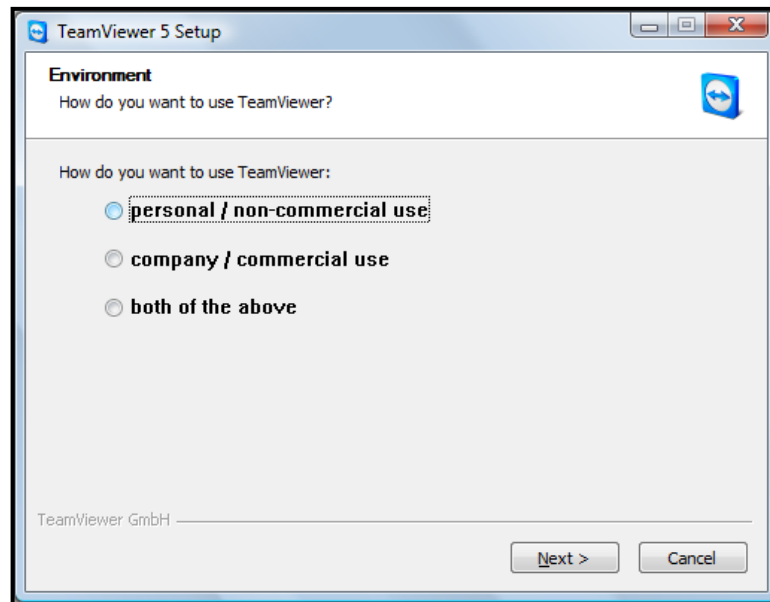 TeamViewer 5 Setup
Environment
How do you want to use TeamViewer?
How do you want to use TeamViewer:
personal / non-commercial use
company / commercial use
both of the above
TeamViewer GmbH
Next >
Cancel